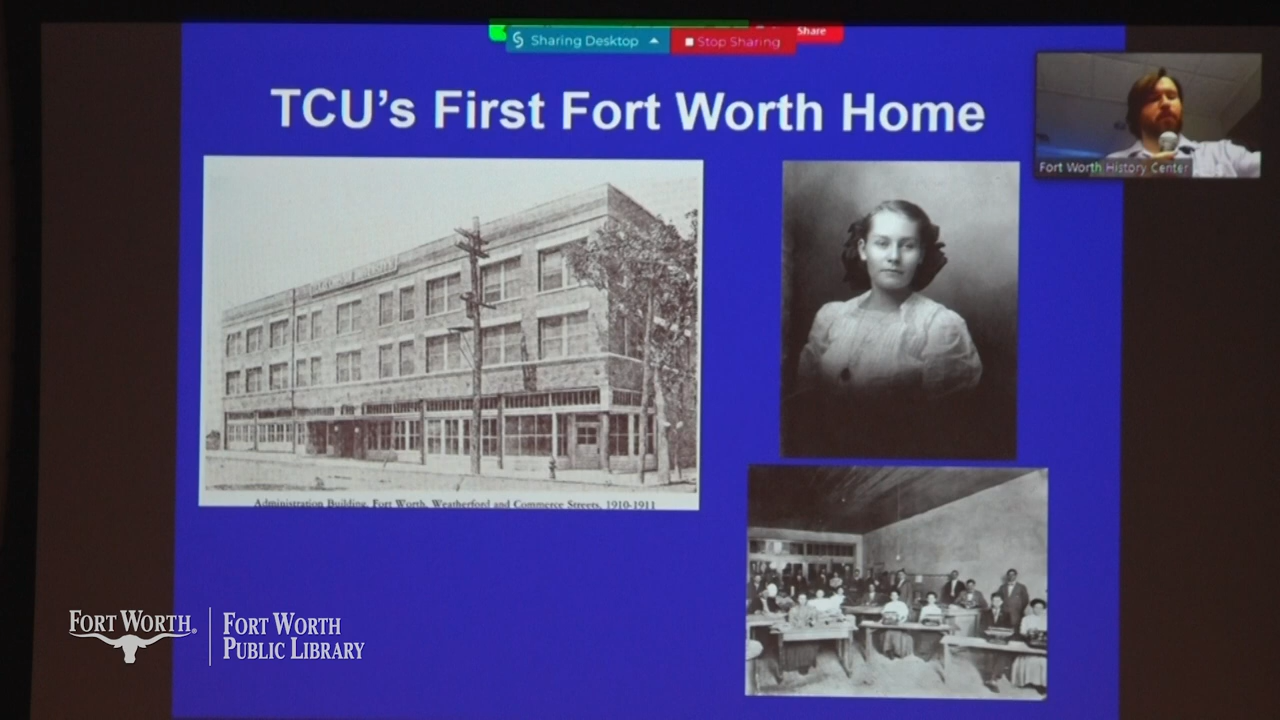 Share
Sharing Desktop
Stop Sharing
TCU's First Fort Worth Home
Fort Worth History Center
Administration Building, Fort Worth, Weatherford and Commerce Streets, 1910-1911
FORT WORTH®
FORT WORTH
PUBLIC LIBRARY